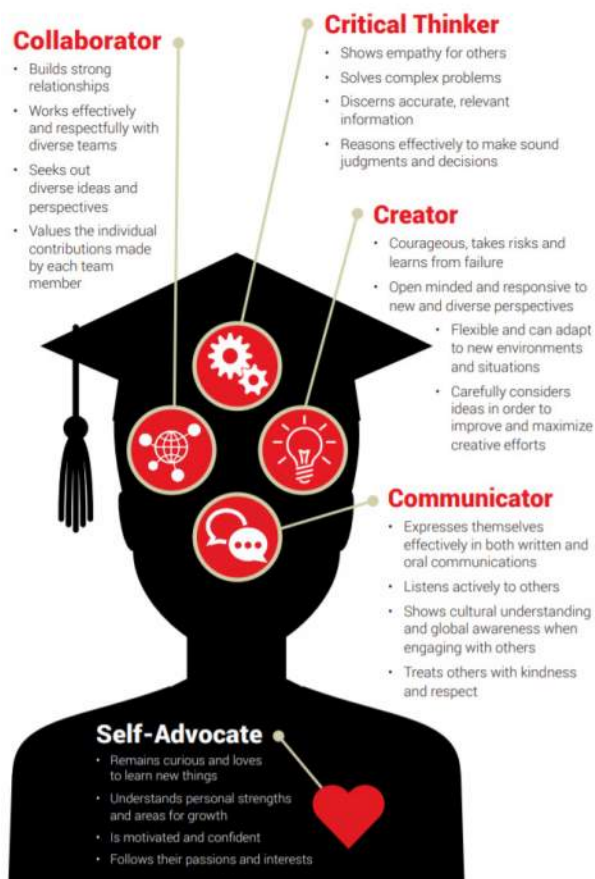 Collaborator
• Builds strong
relationships
• Works effectively
and respectfully with
diverse teams
• Seeks out
diverse ideas and
perspectives
• Values the individual
contributions made
by each team
member
Critical Thinker
• Shows empathy for others
• Solves complex problems
• Discerns accurate, relevant
information
• Reasons effectively to make sound
judgments and decisions
Creator
• Courageous, takes risks and
learns from failure
• Open minded and responsive to
new and diverse perspectives
• Flexible and can adapt
to new environments
and situations
• Carefully considers
ideas in order to
improve and maximize
creative efforts
Communicator
• Expresses themselves
effectively in both written and
oral communications
• Listens actively to others
• Shows cultural understanding
and global awareness when
engaging with others
• Treats others with kindness
and respect
Self-Advocate
• Remains curious and loves
to learn new things
• Understands personal strengths
and areas for growth
• Is motivated and confident
• Follows their passions and interests